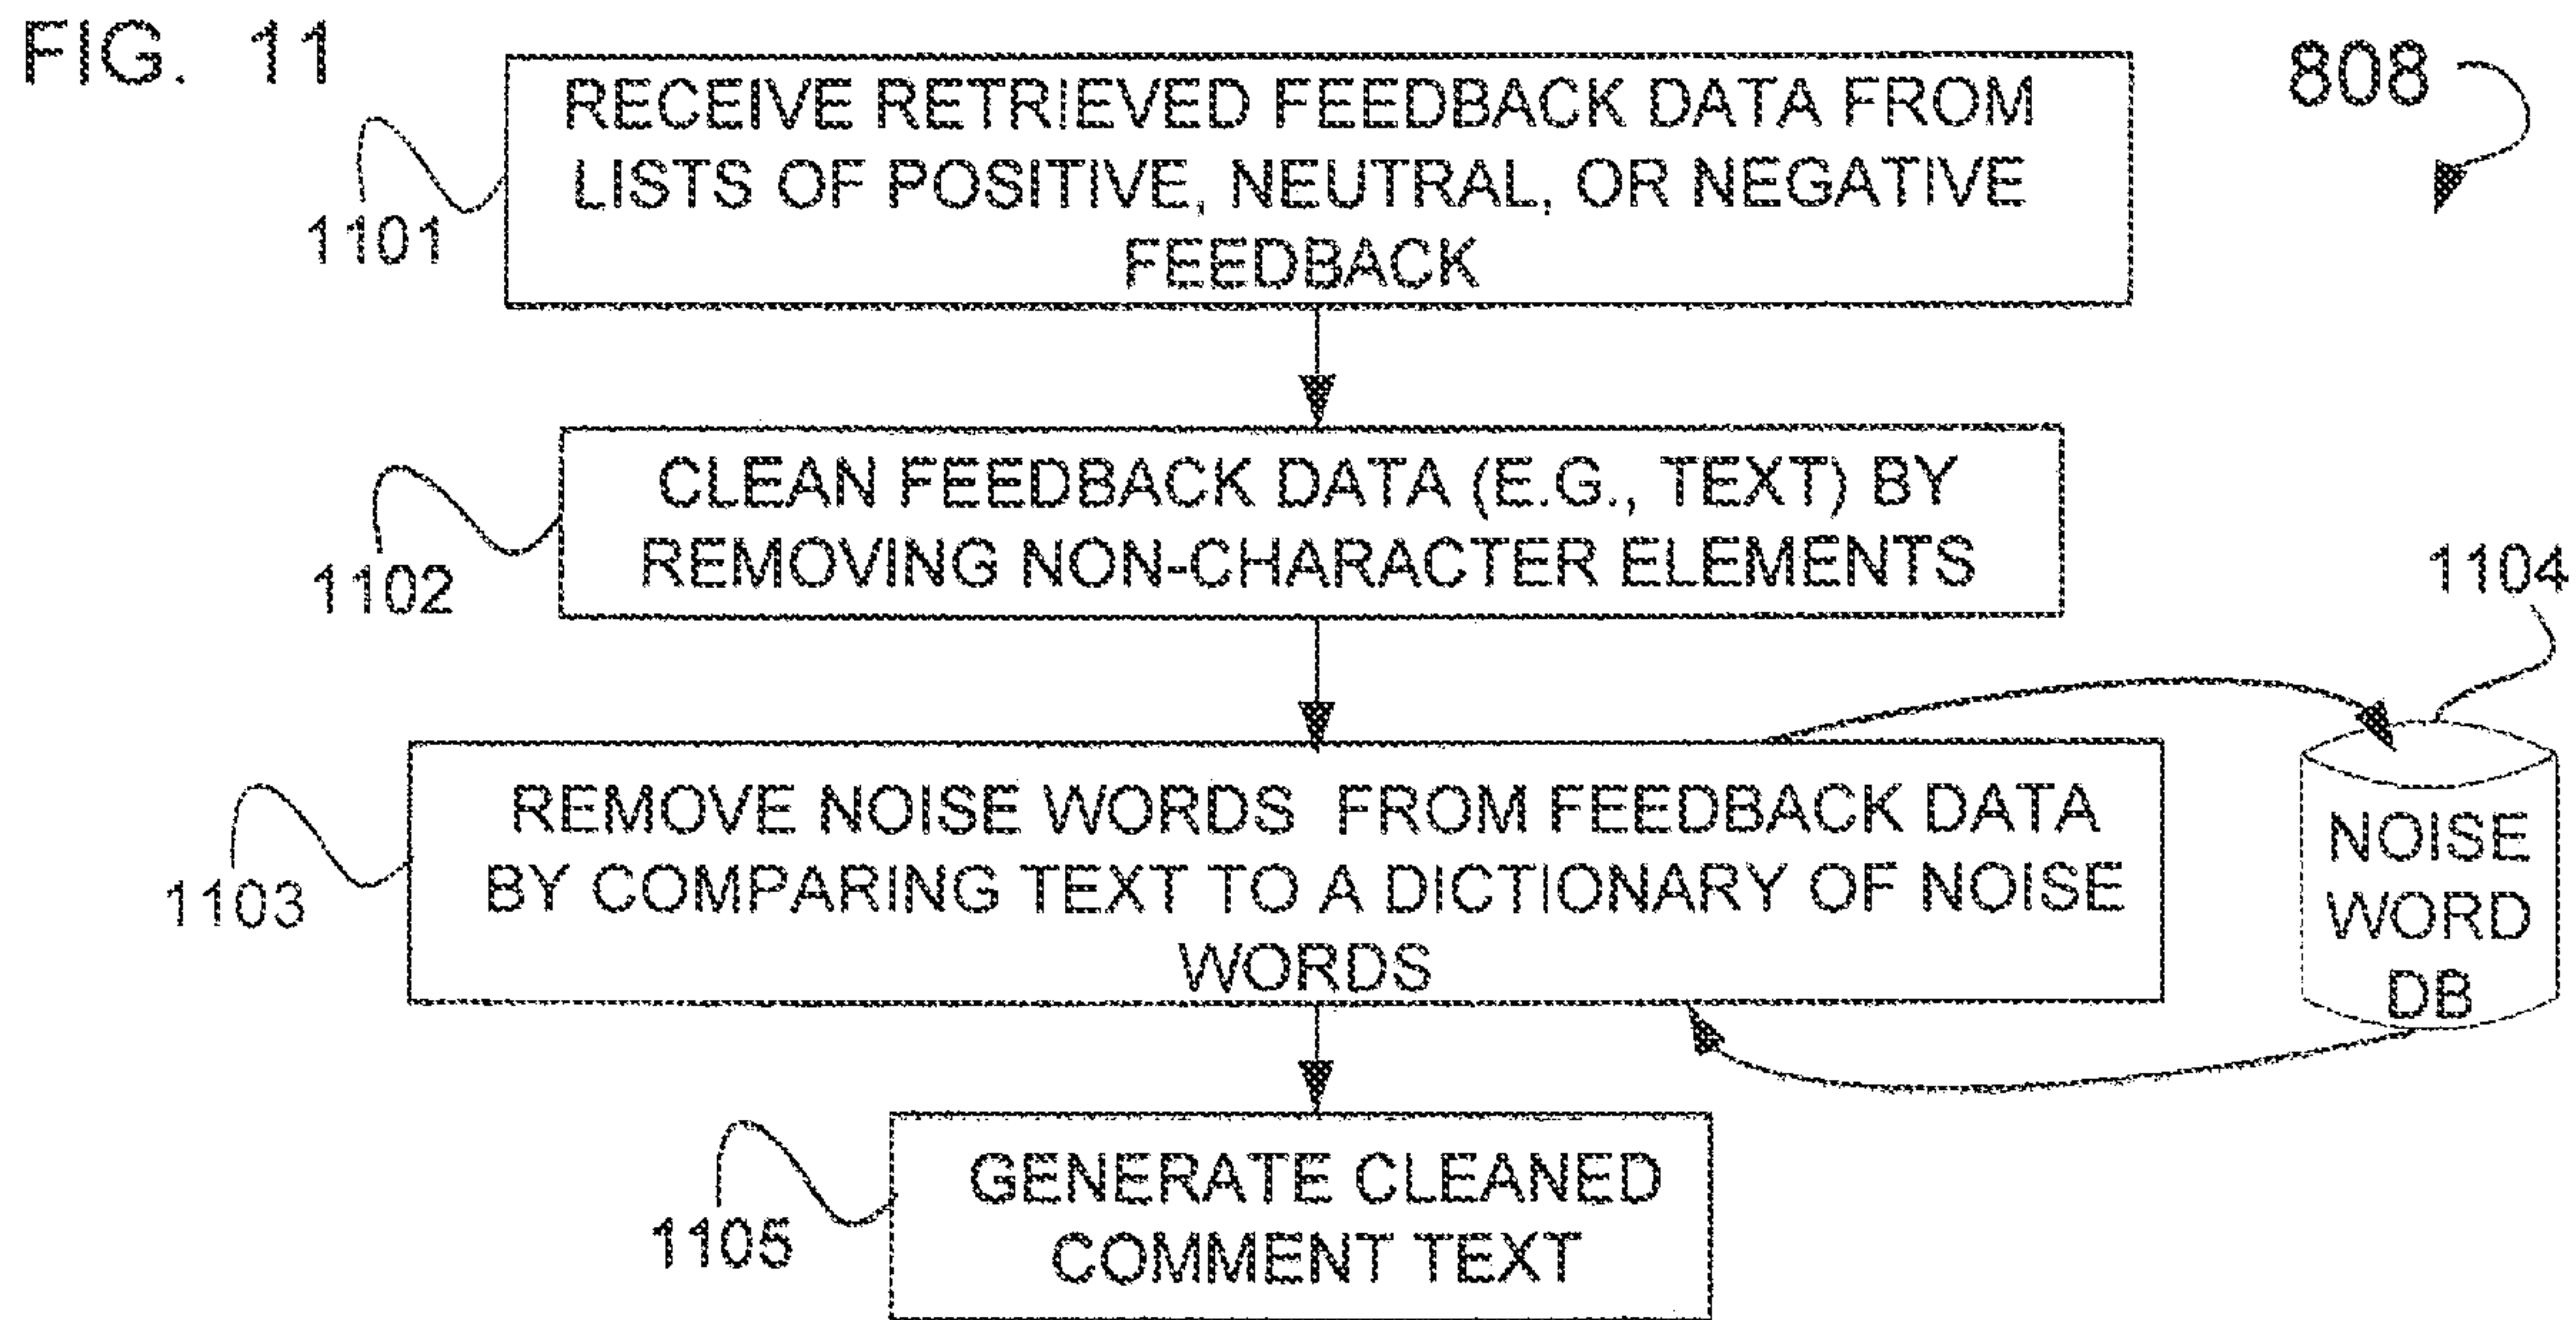 FIG. 11
808
RECEIVE RETRIEVED FEEDBACK DATA FROM
LISTS OF POSITIVE, NEUTRAL, OR NEGATIVE
FEEDBACK
1101
CLEAN FEEDBACK DATA (E.G., TEXT) BY
REMOVING NON-CHARACTER ELEMENTS
1102
1104
REMOVE NOISE WORDS FROM FEEDBACK DATA
BY COMPARING TEXT TO A DICTIONARY OF NOISE
WORDS
1103
NOISE
WORD
DB
GENERATE CLEANED
COMMENT TEXT
1105